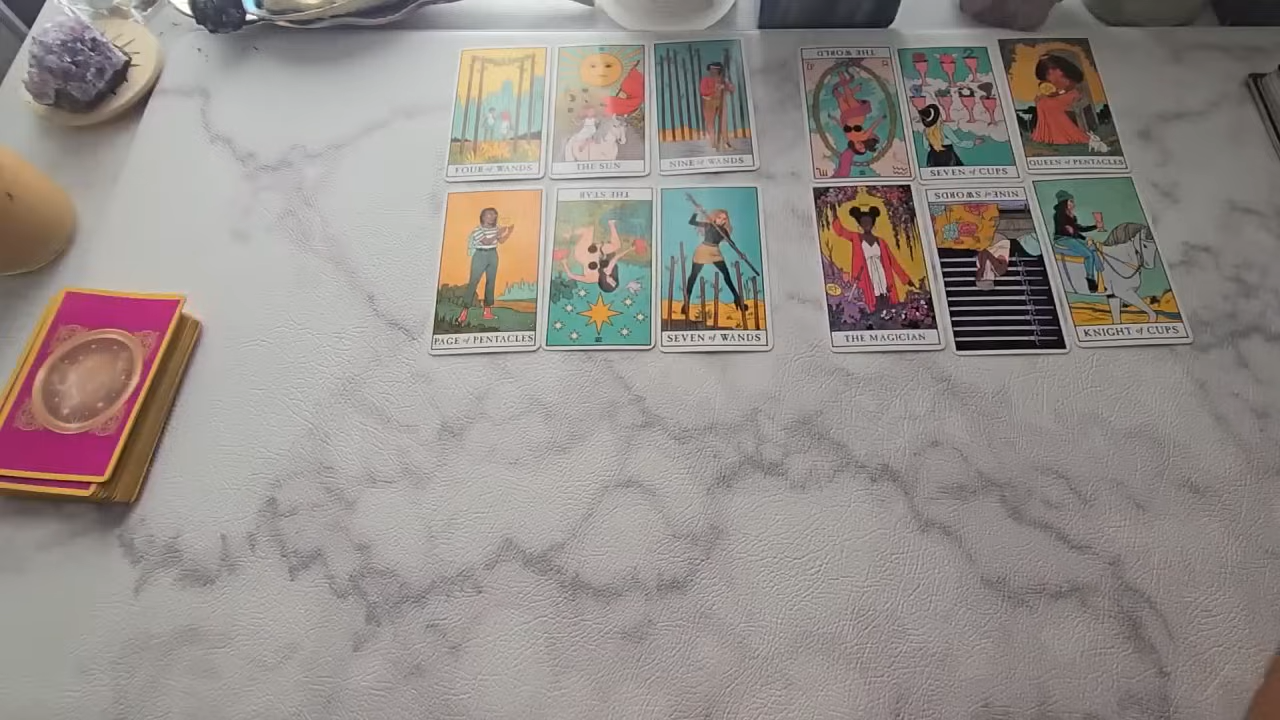 FOUR of WANDS
THE SUN
NINE of WANDS
THE WORLD
SEVEN OF CUPS
QUEEN of PENTACLES
PAGE of PENTACLES
THE STAR
SEVEN of WANDS
THE MAGICIAN
NINE of SWORDS
KNIGHT of CUPS